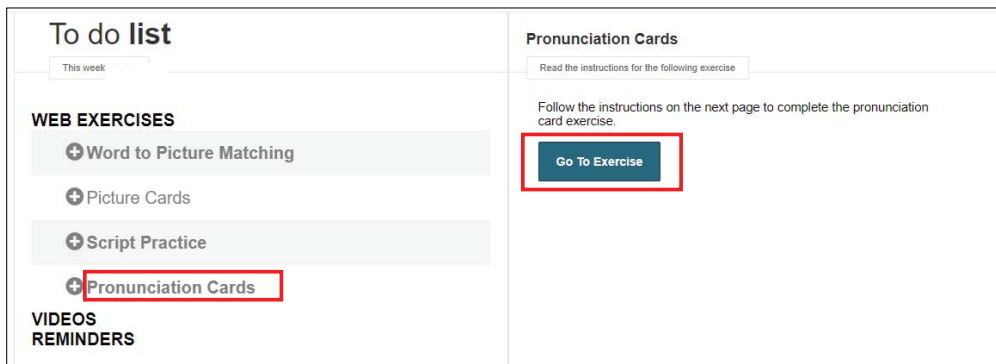 To do list
This week
WEB EXERCISES
Word to Picture Matching
Picture Cards
Script Practice
Pronunciation Cards
VIDEOS
REMINDERS
Pronunciation Cards
Read the instructions for the following exercise
Follow the instructions on the next page to complete the pronunciation
card exercise.
Go To Exercise